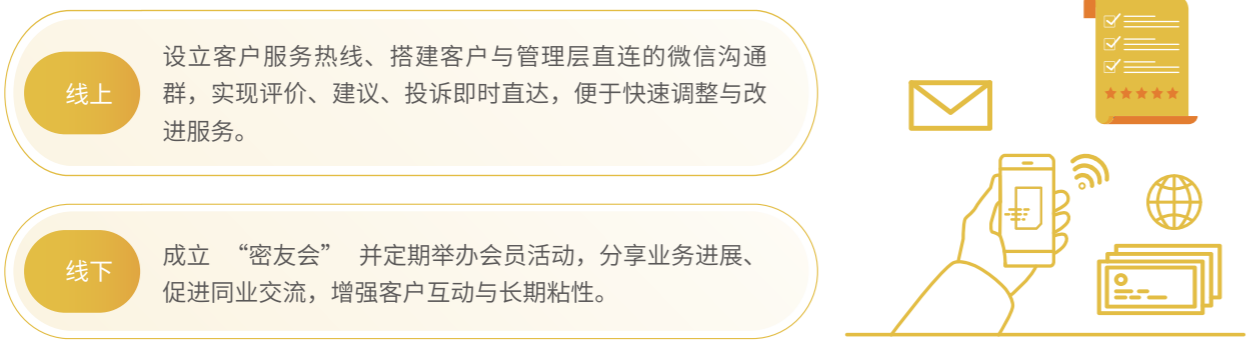 线上
设立客户服务热线、搭建客户与管理层直连的微信沟通
群，实现评价、建议、投诉即时直达，便于快速调整与改
进服务。
线下
成立 “密友会” 并定期举办会员活动，分享业务进展、
促进同业交流，增强客户互动与长期粘性。